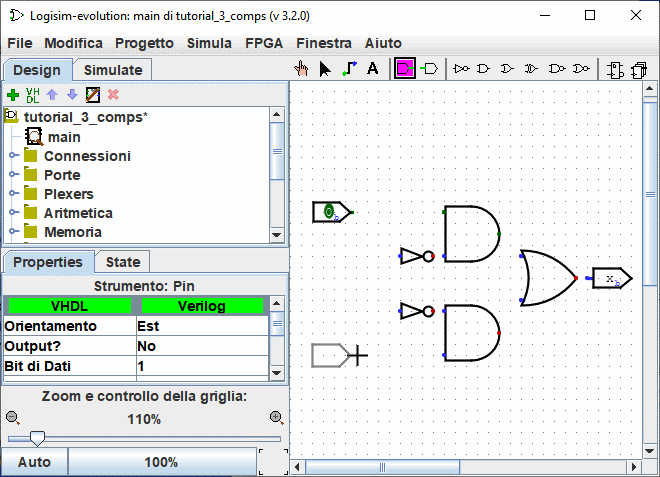 Logisim-evolution: main di tutorial_3_comps (v 3.2.0)
File Modifica Progetto Simula FPGA Finestra Aiuto
Design Simulate
A
VH
DL
tutorial_3_comps*
main
Connessioni
Porte
Plexers
Aritmetica
Memoria
Properties State
Strumento: Pin
VHDL Verilog
Orientamento Est
Output? No
Bit di Dati 1
Zoom e controllo della griglia:
110%
Auto 100%
0
x